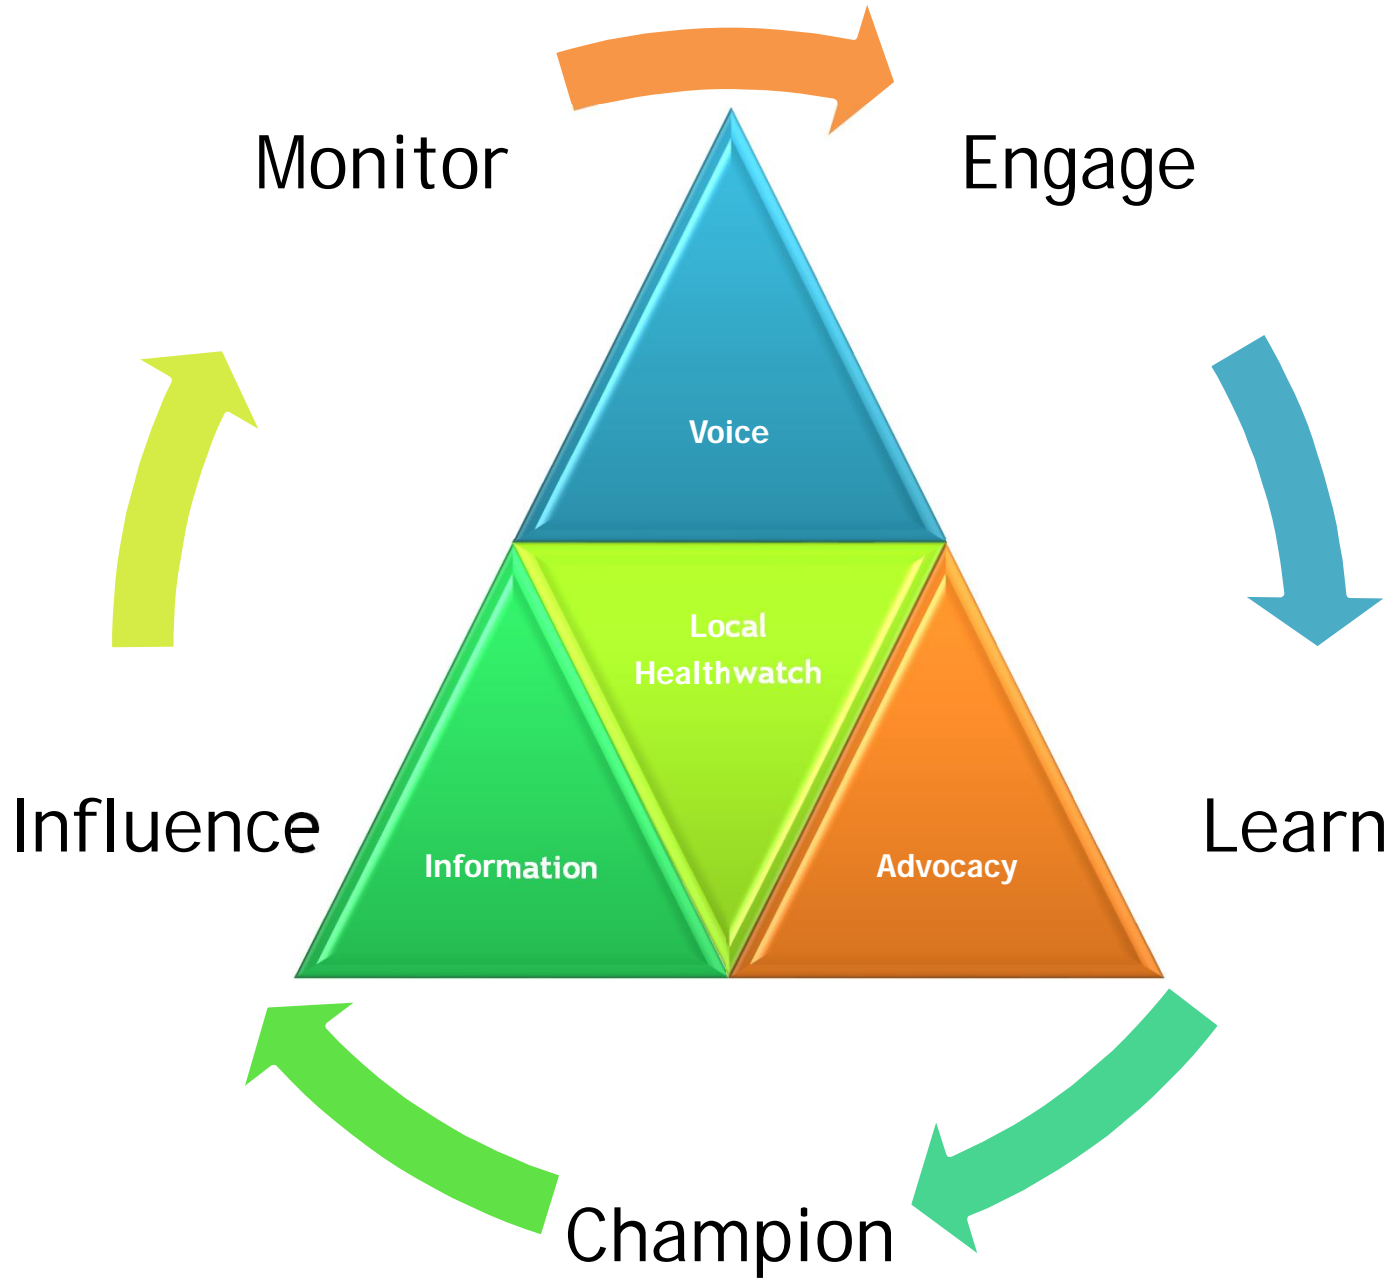 Monitor
Engage
Voice
Local
Healthwatch
Influence
Learn
Information
Advocacy
Champion